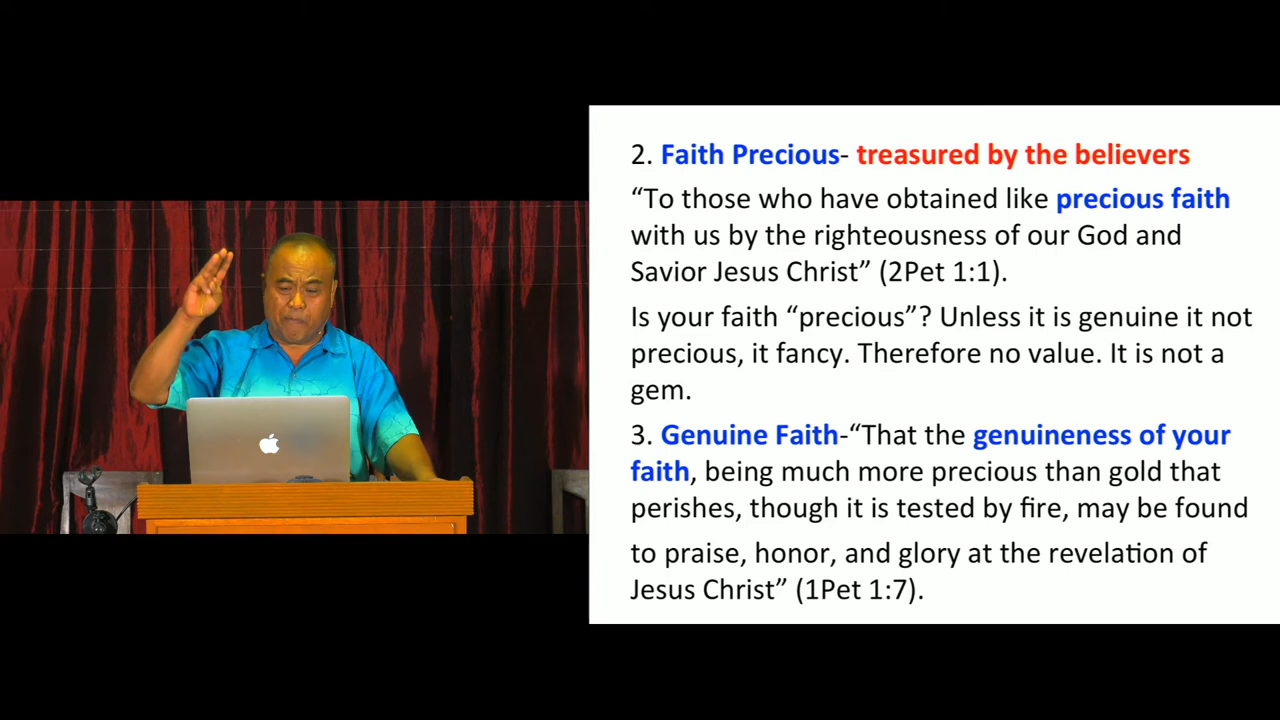 2. Faith Precious- treasured by the believers
“To those who have obtained like precious faith
with us by the righteousness of our God and
Savior Jesus Christ” (2Pet 1:1).
Is your faith “precious”? Unless it is genuine it not
precious, it fancy. Therefore no value. It is not a
gem.
3. Genuine Faith-“That the genuineness of your
faith, being much more precious than gold that
perishes, though it is tested by fire, may be found
to praise, honor, and glory at the revelation of
Jesus Christ” (1Pet 1:7).